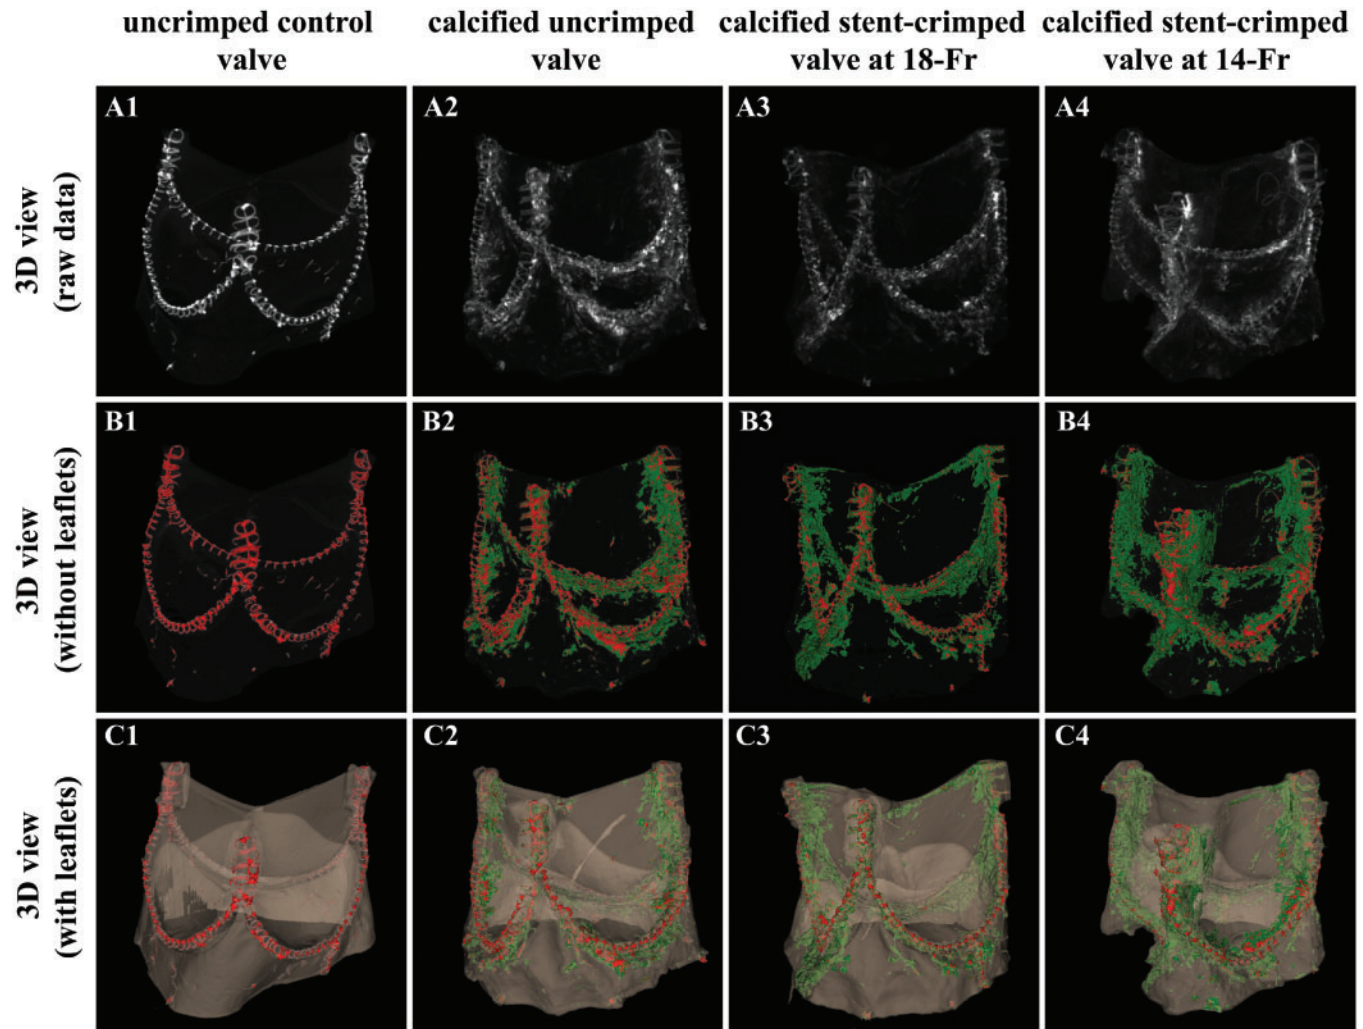 uncrimped control
valve
calcified uncrimped
valve
calcified stent-crimped
valve at 18-Fr
calcified stent-crimped
valve at 14-Fr
3D view
(raw data)
A1
A2
A3
A4
3D view
(without leaflets)
B1
B2
B3
B4
3D view
(with leaflets)
C1
C2
C3
C4